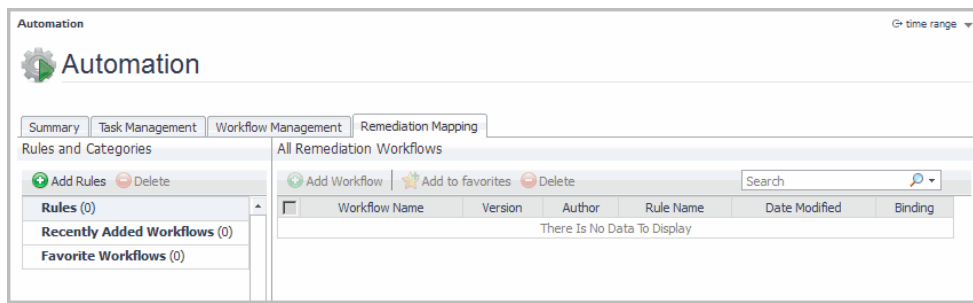 Automation
time range
Automation
Summary Task Management Workflow Management Remediation Mapping
Rules and Categories
All Remediation Workflows
Add Rules Delete
Add Workflow Add to favorites Delete Search
Rules (0)
Recently Added Workflows (0)
Favorite Workflows (0)
Workflow Name Version Author Rule Name Date Modified Binding
There Is No Data To Display